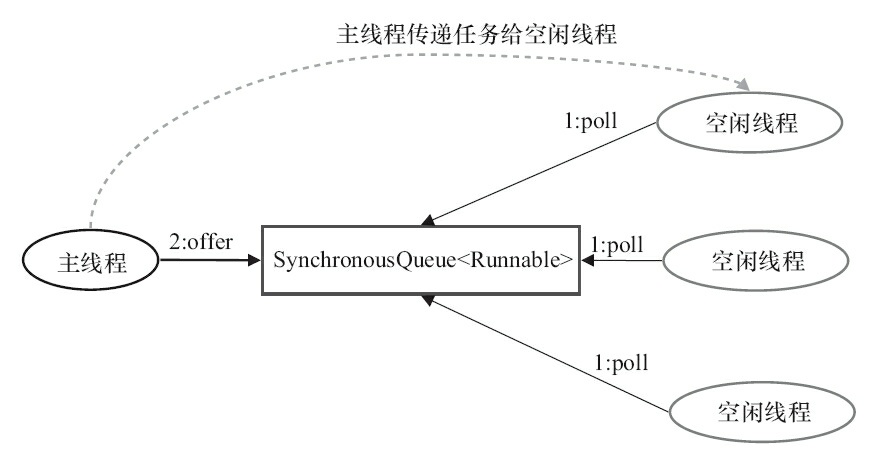 主线程传递任务给空闲线程
1:poll
空闲线程
主线程
2:offer
SynchronousQueue<Runnable>
1:poll
空闲线程
1:poll
空闲线程